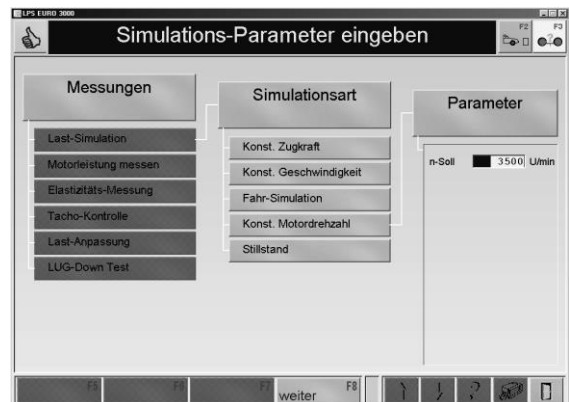 LPS EURO 3000
Simulations-Parameter eingeben
F2
F3
Messungen
Simulationsart
Parameter
Last-Simulation
Motorleistung messen
Elastizitäts-Messung
Tacho-Kontrolle
Last-Anpassung
LUG-Down Test
Konst. Zugkraft
Konst. Geschwindigkeit
Fahr-Simulation
Konst. Motordrehzahl
Stillstand
n-Soll 3500 U/min
F5
F6
F7
weiter F8